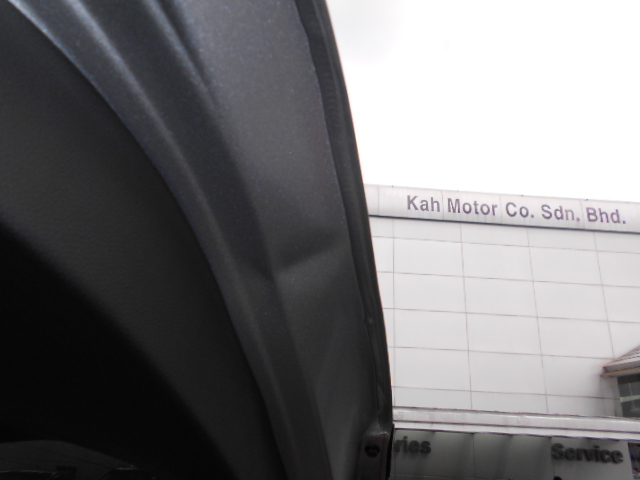 Kah Motor Co. Sdn. Bhd.
ries Service